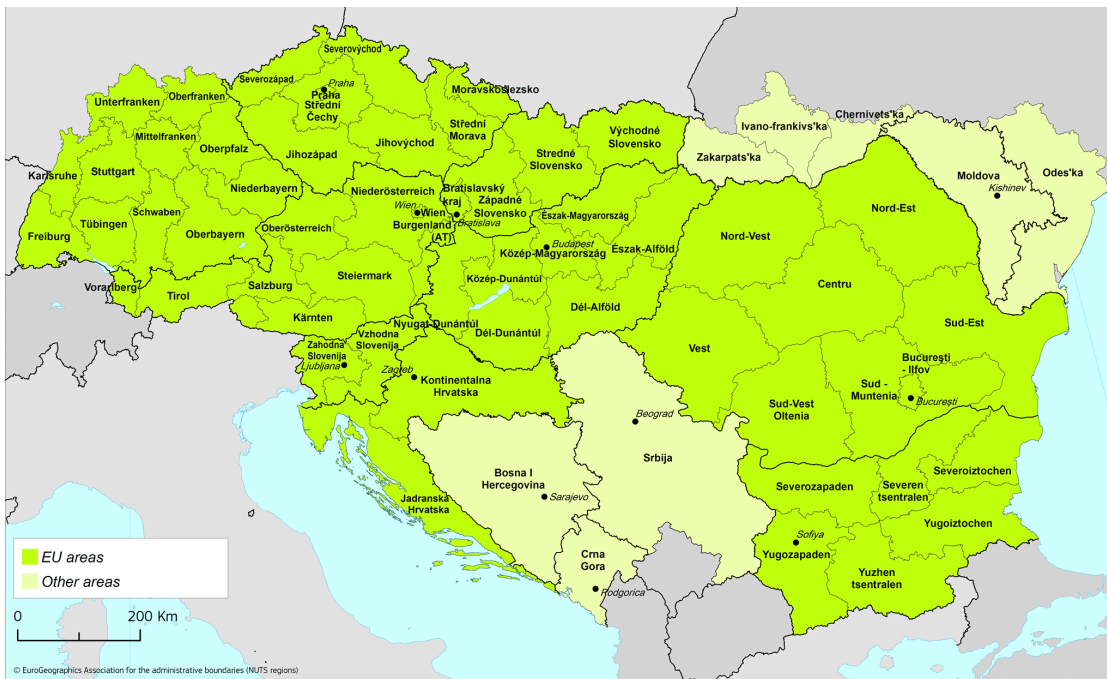 Severovýchod
Severozápad
Praha
Praha
Střední
Čechy
Moravskoslezsko
Unterfranken
Oberfranken
Mittelfranken
Oberpfalz
Jihozápad
Jihovýchod
Střední
Morava
Východné
Slovensko
Stredné
Slovensko
Zakarpats'ka
Ivano-frankivs'ka
Chernivets'ka
Moldova
Kishinev
Odes'ka
Karlsruhe
Stuttgart
Niederbayern
Niederösterreich
Bratislavský
kraj
Západné
Slovensko
Wien
Wien
Bratislava
Burgenland
(AT)
Schwaben
Tübingen
Freiburg
Oberbayern
Oberösterreich
Észak-Magyarország
Budapest
Közép-Magyarország
Észak-Alföld
Nord-Vest
Nord-Est
Vorarlberg
Tirol
Salzburg
Steiermark
Közép-Dunántúl
Centru
Kärnten
Nyugat-Dunántúl
Dél-Dunántúl
Dél-Alföld
Vest
Sud-Est
Zahodna
Slovenija
Ljubljana
Vzhodna
Slovenija
Zagreb
Kontinentalna
Hrvatska
Bucureşti
- Ilfov
Bucureşti
Sud -
Muntenia
Sud-Vest
Oltenia
Beograd
Srbija
Bosna I
Hercegovina
Sarajevo
Jadranska
Hrvatska
Severozapaden
Severen
tsentralen
Severoiztochen
Yugoiztochen
Sofiya
Yugozapaden
Yuzhen
tsentralen
Crna
Gora
Podgorica
EU areas
Other areas
0 200 Km
© EuroGeographics Association for the administrative boundaries (NUTS regions)